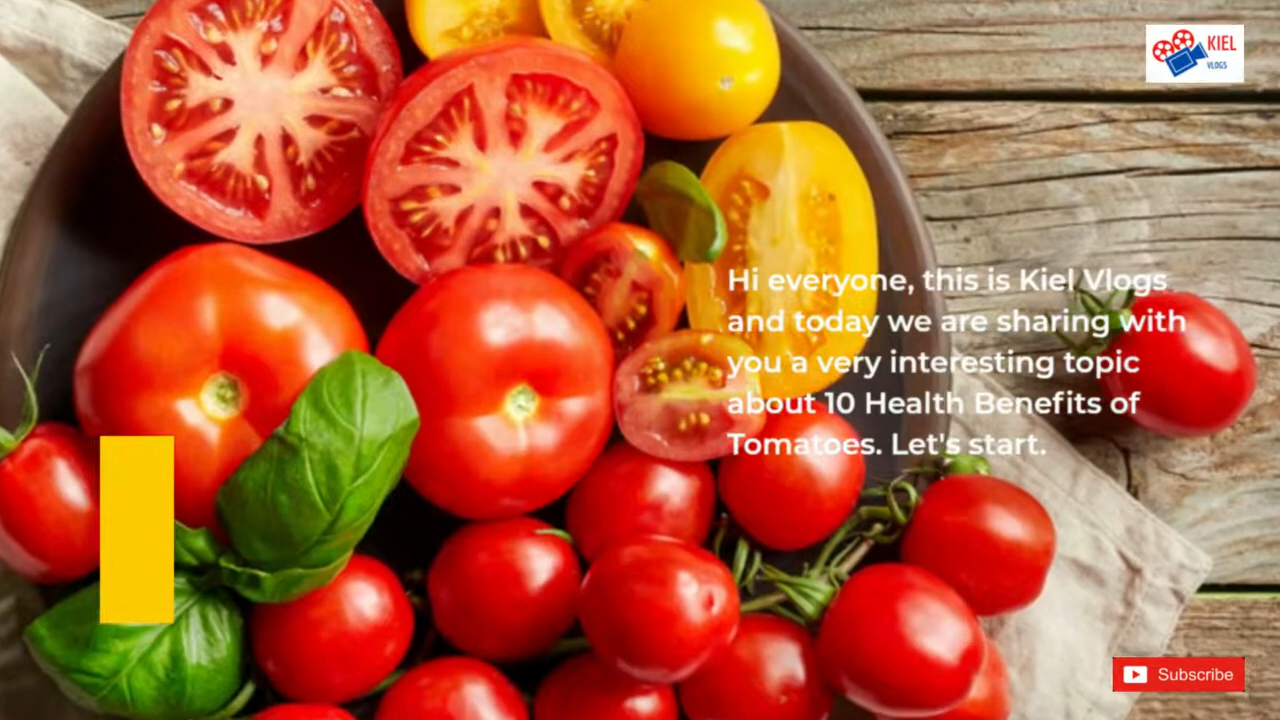 KIEL
VLOGS
Hi everyone, this is Kiel Vlogs
and today we are sharing with
you a very interesting topic
about 10 Health Benefits of
Tomatoes. Let's start.
Subscribe